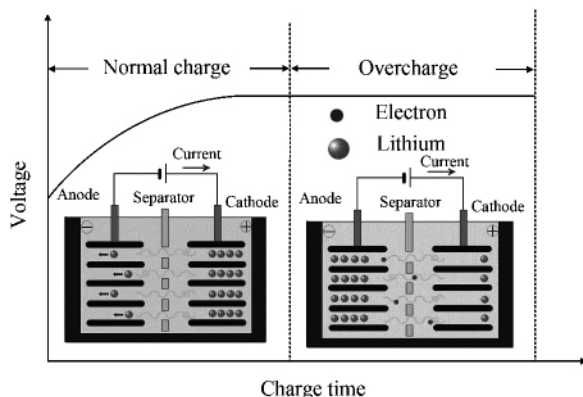 Normal charge
Overcharge
Electron
Lithium
Voltage
Current
Anode
Separator
Cathode
−
+
Current
Anode
Separator
Cathode
−
+
Charge time